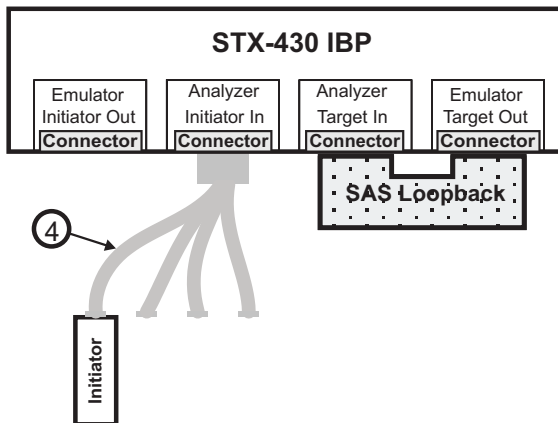 STX-430 IBP
Emulator
Initiator Out
Connector
Analyzer
Initiator In
Connector
Analyzer
Target In
Connector
Emulator
Target Out
Connector
SAS Loopback
4
Initiator